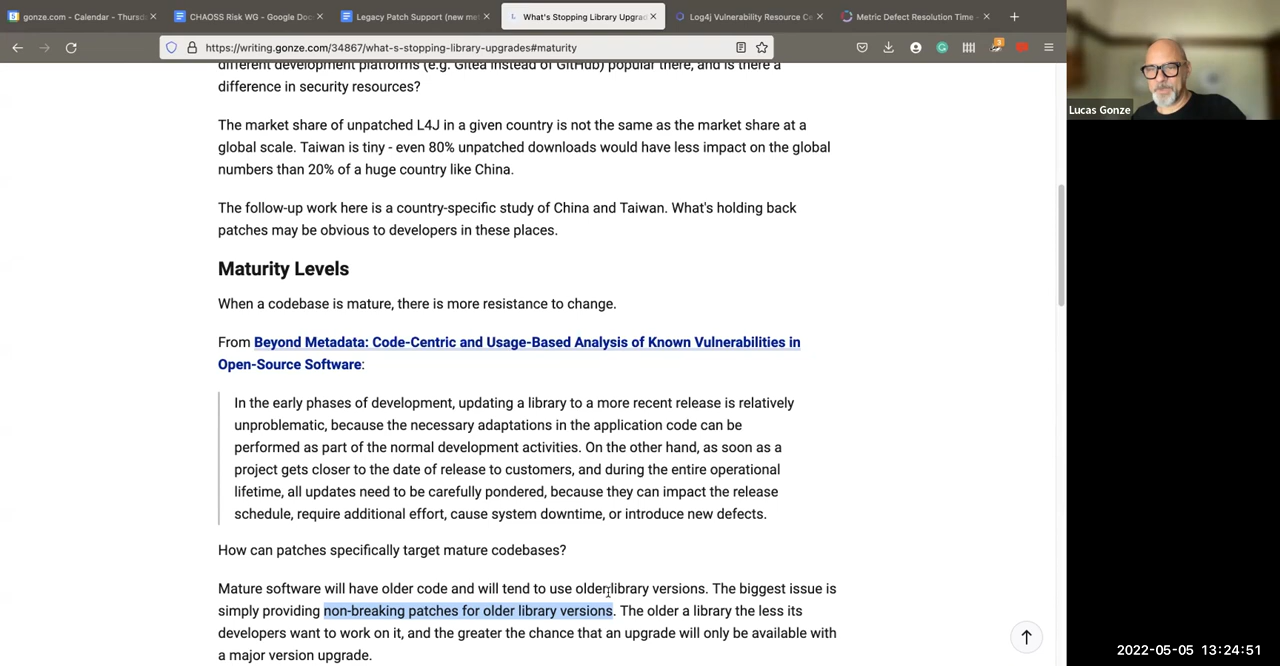 gonze.com - Calendar - Thursd
CHAOSS Risk WG - Google Doc
Legacy Patch Support (new me
What's Stopping Library Upgrad
Log4j Vulnerability Resource Ce
Metric Defect Resolution Time -
https://writing.gonze.com/34867/what-s-stopping-library-upgrades#maturity
3
Lucas Gonze
different development platforms (e.g. Gitea instead of GitHub) popular there, and is there a
difference in security resources?
The market share of unpatched L4J in a given country is not the same as the market share at a
global scale. Taiwan is tiny - even 80% unpatched downloads would have less impact on the global
numbers than 20% of a huge country like China.
The follow-up work here is a country-specific study of China and Taiwan. What's holding back
patches may be obvious to developers in these places.
Maturity Levels
When a codebase is mature, there is more resistance to change.
From Beyond Metadata: Code-Centric and Usage-Based Analysis of Known Vulnerabilities in
Open-Source Software:
In the early phases of development, updating a library to a more recent release is relatively
unproblematic, because the necessary adaptations in the application code can be
performed as part of the normal development activities. On the other hand, as soon as a
project gets closer to the date of release to customers, and during the entire operational
lifetime, all updates need to be carefully pondered, because they can impact the release
schedule, require additional effort, cause system downtime, or introduce new defects.
How can patches specifically target mature codebases?
Mature software will have older code and will tend to use older library versions. The biggest issue is
simply providing non-breaking patches for older library versions. The older a library the less its
developers want to work on it, and the greater the chance that an upgrade will only be available with
a major version upgrade.
2022-05-05 13:24:51